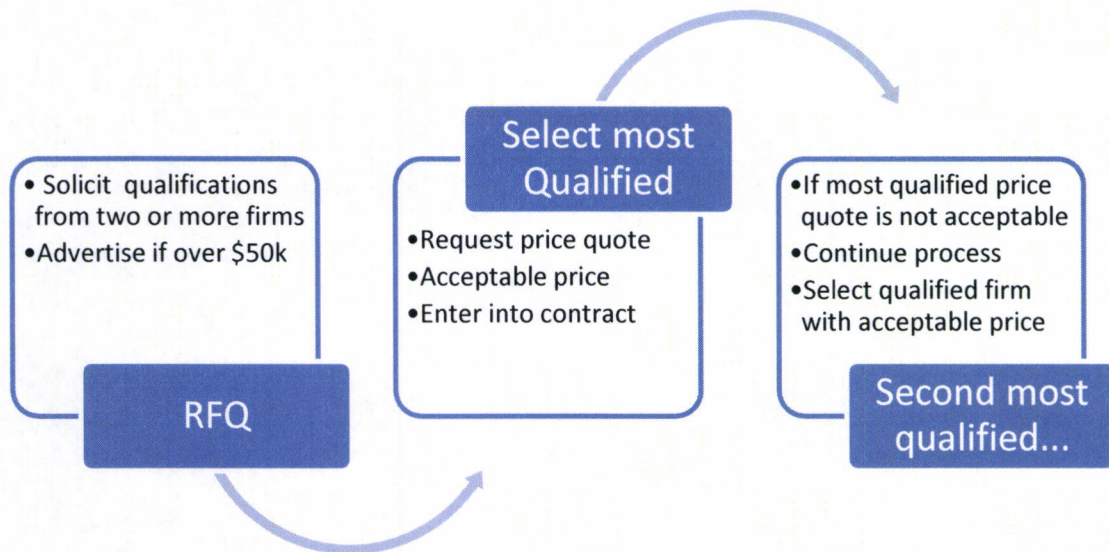 • Solicit qualifications
from two or more firms
•Advertise if over $50k
RFQ
Select most
Qualified
•Request price quote
•Acceptable price
•Enter into contract
•If most qualified price
quote is not acceptable
•Continue process
•Select qualified firm
with acceptable price
Second most
qualified...